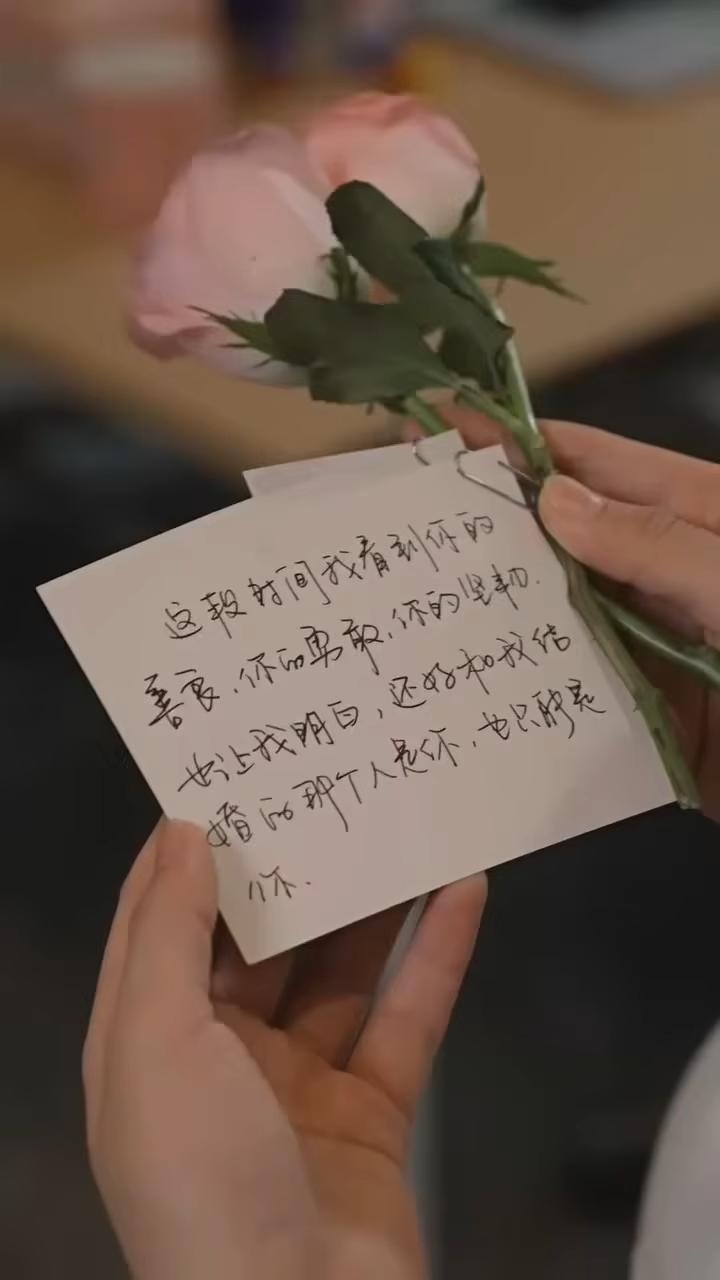 这段时间我看到你的
善良.你的勇敢.你的坚韧.
也让我明白，还好和我结
婚的那个人是你.也只能是
你.